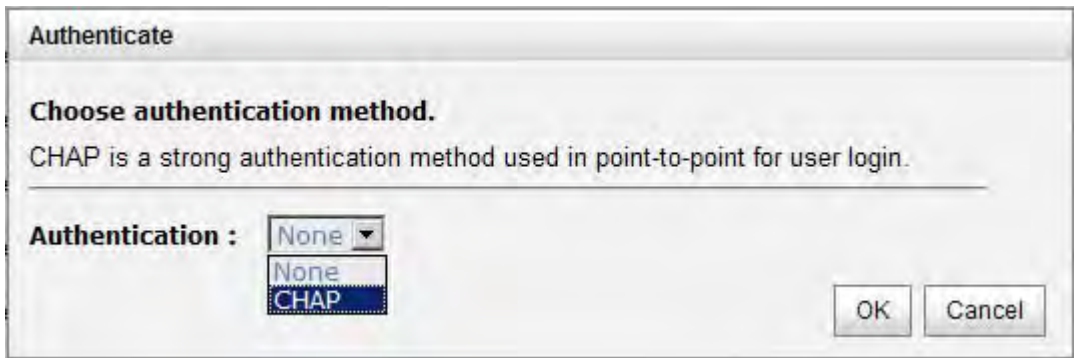 Authenticate
Choose authentication method.
CHAP is a strong authentication method used in point-to-point for user login.
Authentication : None
None
CHAP
OK Cancel